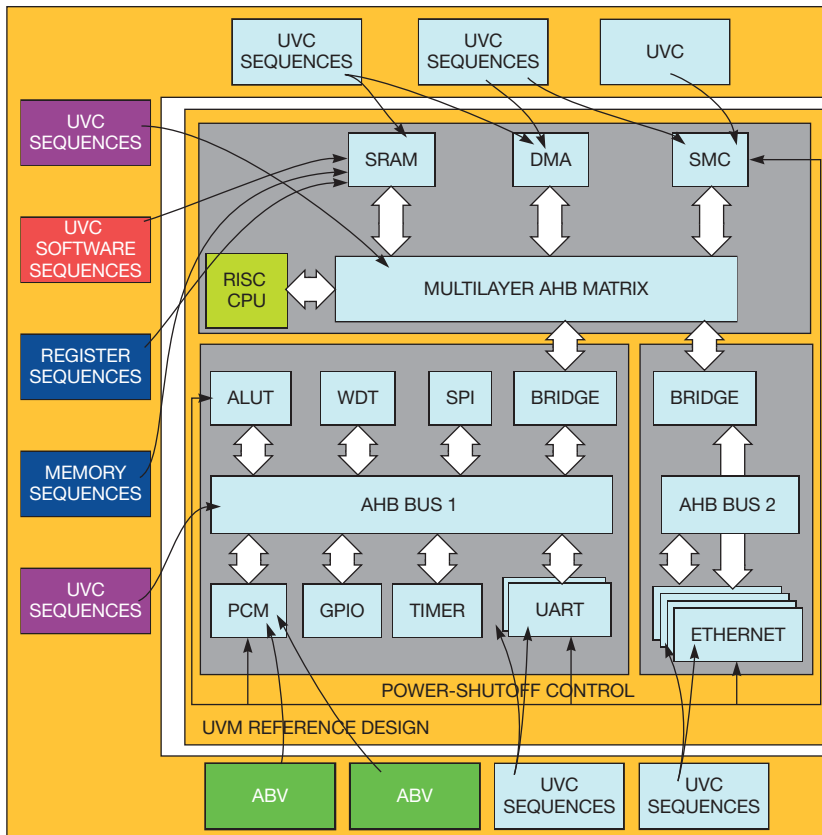 UVC
SEQUENCES
UVC
SEQUENCES
UVC
UVC
SEQUENCES
UVC
SOFTWARE
SEQUENCES
REGISTER
SEQUENCES
MEMORY
SEQUENCES
UVC
SEQUENCES
SRAM
DMA
SMC
RISC
CPU
MULTILAYER AHB MATRIX
ALUT
WDT
SPI
BRIDGE
BRIDGE
AHB BUS 1
AHB BUS 2
PCM
GPIO
TIMER
UART
ETHERNET
POWER-SHUTOFF CONTROL
UVM REFERENCE DESIGN
ABV
ABV
UVC
SEQUENCES
UVC
SEQUENCES